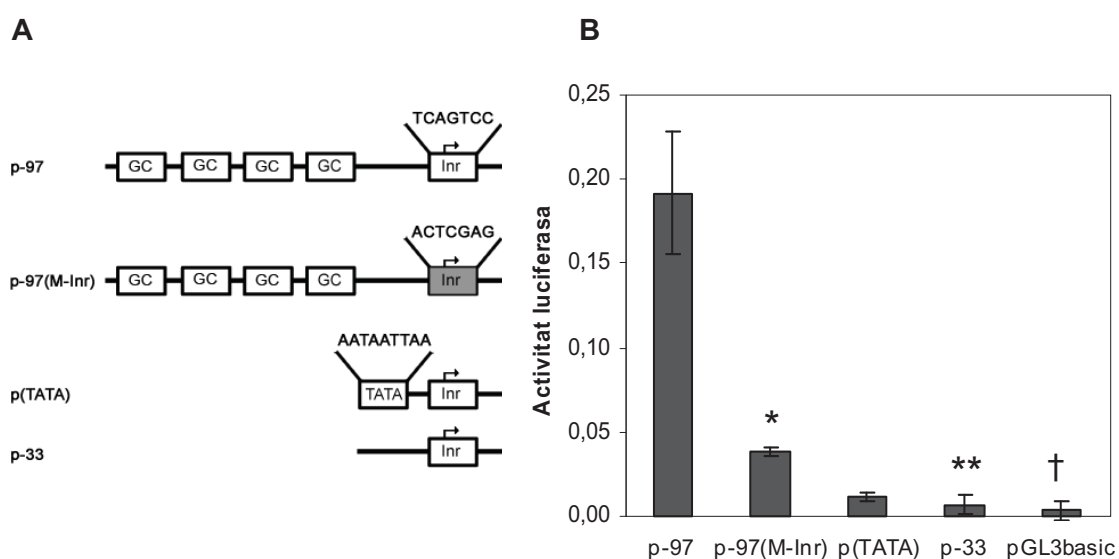 A
TCAGTCC
p-97
GC GC GC GC Inr
ACTCGAG
p-97(M-Inr)
GC GC GC GC Inr
AATAATTAA
p(TATA)
TATA Inr
p-33
Inr
B
Activitat luciferasa
0,25
0,20
0,15
0,10
0,05
0,00
*
**
†
p-97 p-97(M-Inr) p(TATA) p-33 pGL3basic